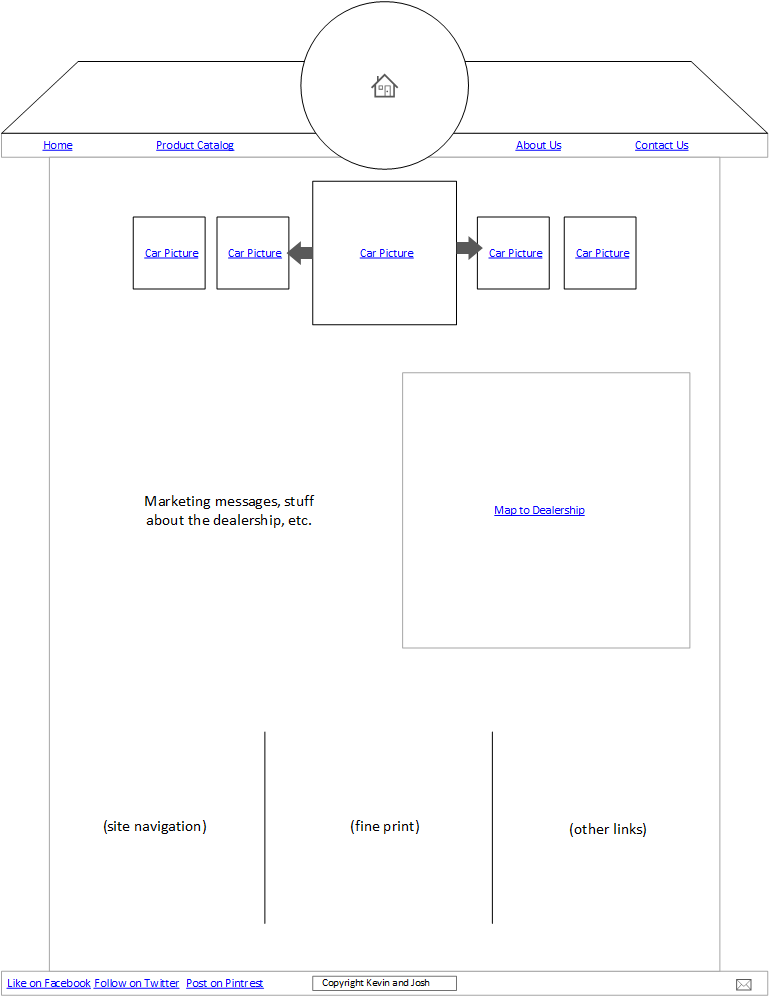 Home
Product Catalog
About Us
Contact Us
Car Picture
Car Picture
Car Picture
Car Picture
Car Picture
Marketing messages, stuff
about the dealership, etc.
Map to Dealership
(site navigation)
(fine print)
(other links)
Like on Facebook
Follow on Twitter
Post on Pintrest
Copyright Kevin and Josh